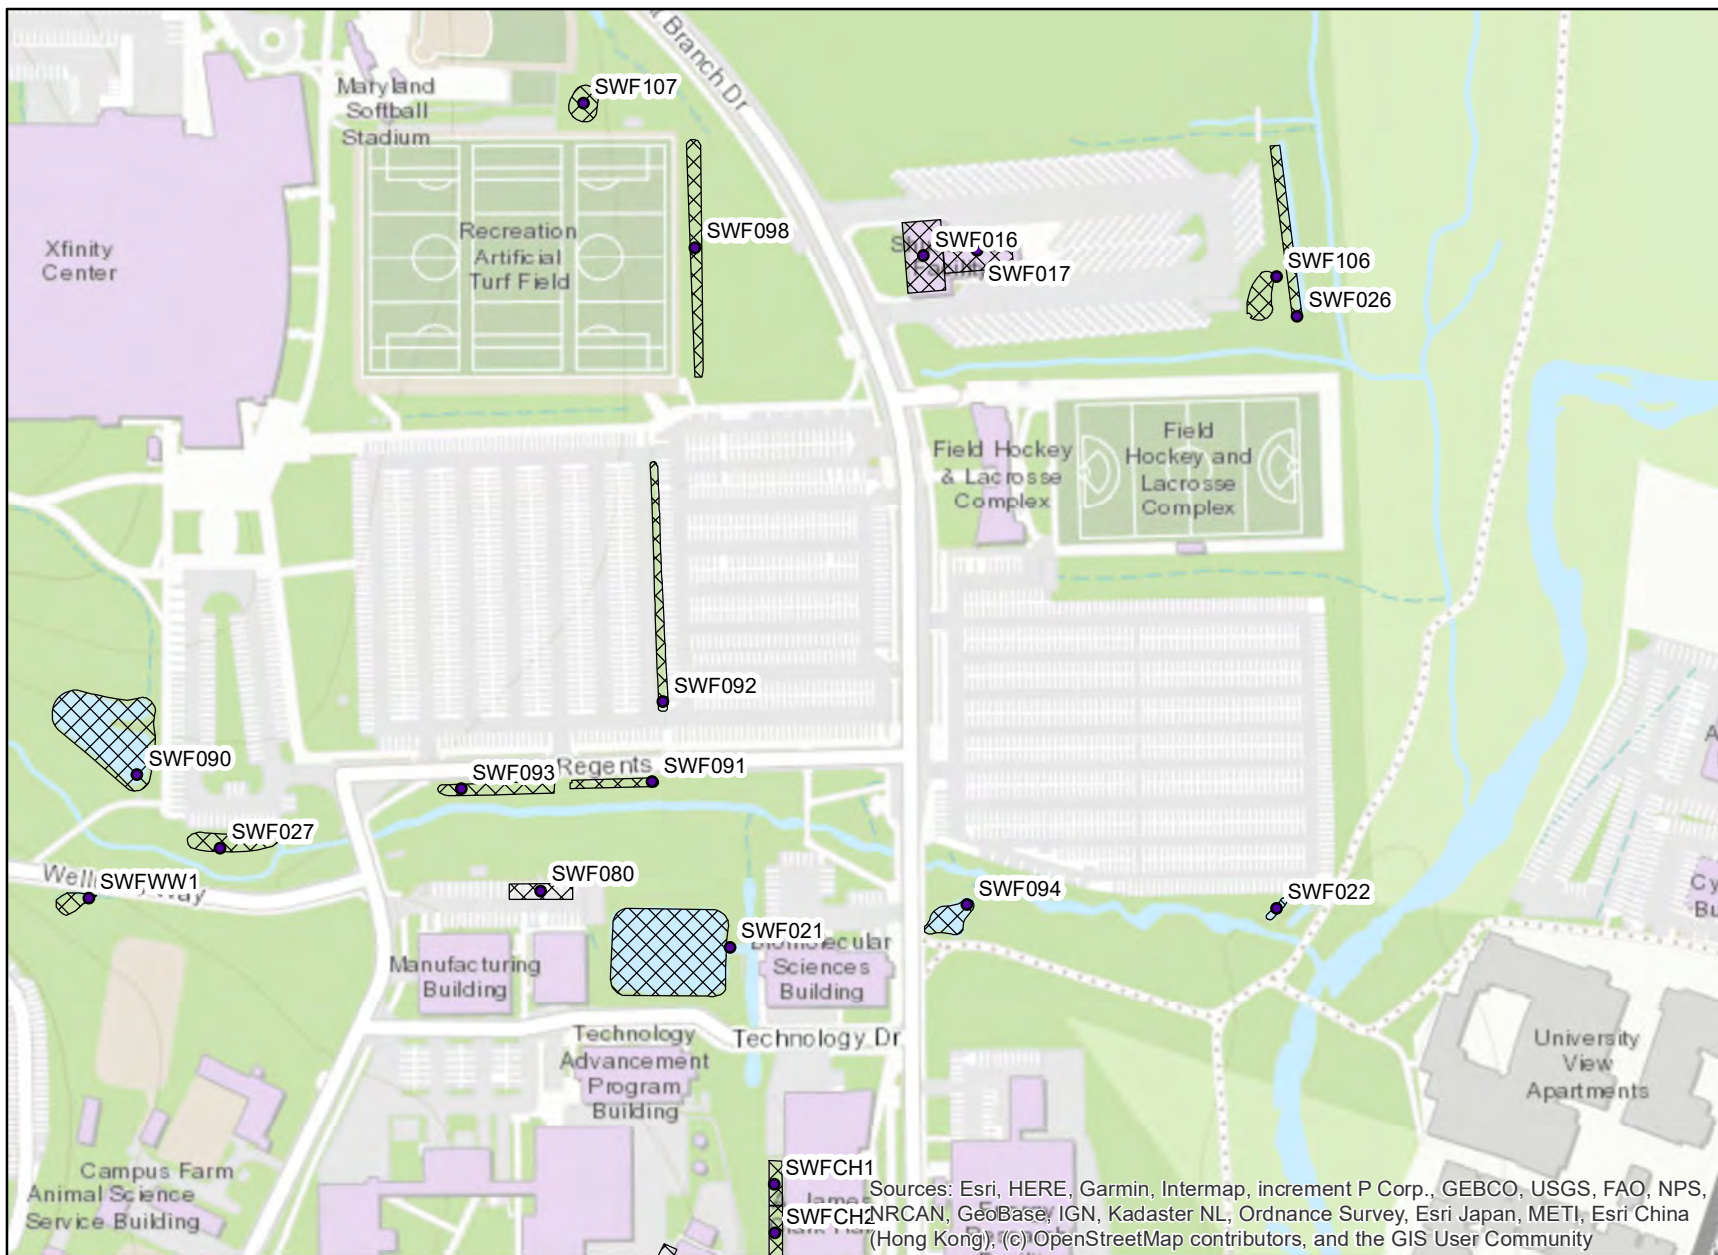 Branch Dr
SWF107
Maryland
Softball
Stadium
SWF098
Recreation
Artificial
Turf Field
Xfinity
Center
SWF016
SWF017
SWF106
SWF026
Field Hockey
& Lacrosse
Complex
Field
Hockey and
Lacrosse
Complex
SWF092
SWF090
SWF093
Regents
SWF091
SWF027
SWFWW1
Way
SWF080
SWF094
SWF022
SWF021
Manufacturing
Building
Biomolecular
Sciences
Building
Technology Dr
Technology
Advancement
Program
Building
University
View
Apartments
Campus Farm
Animal Science
Service Building
SWFCH1
James
SWFCH2
Sources: Esri, HERE, Garmin, Intermap, increment P Corp., GEBCO, USGS, FAO, NPS,
NRCAN, GeoBase, IGN, Kadaster NL, Ordnance Survey, Esri Japan, METI, Esri China
(Hong Kong), (c) OpenStreetMap contributors, and the GIS User Community